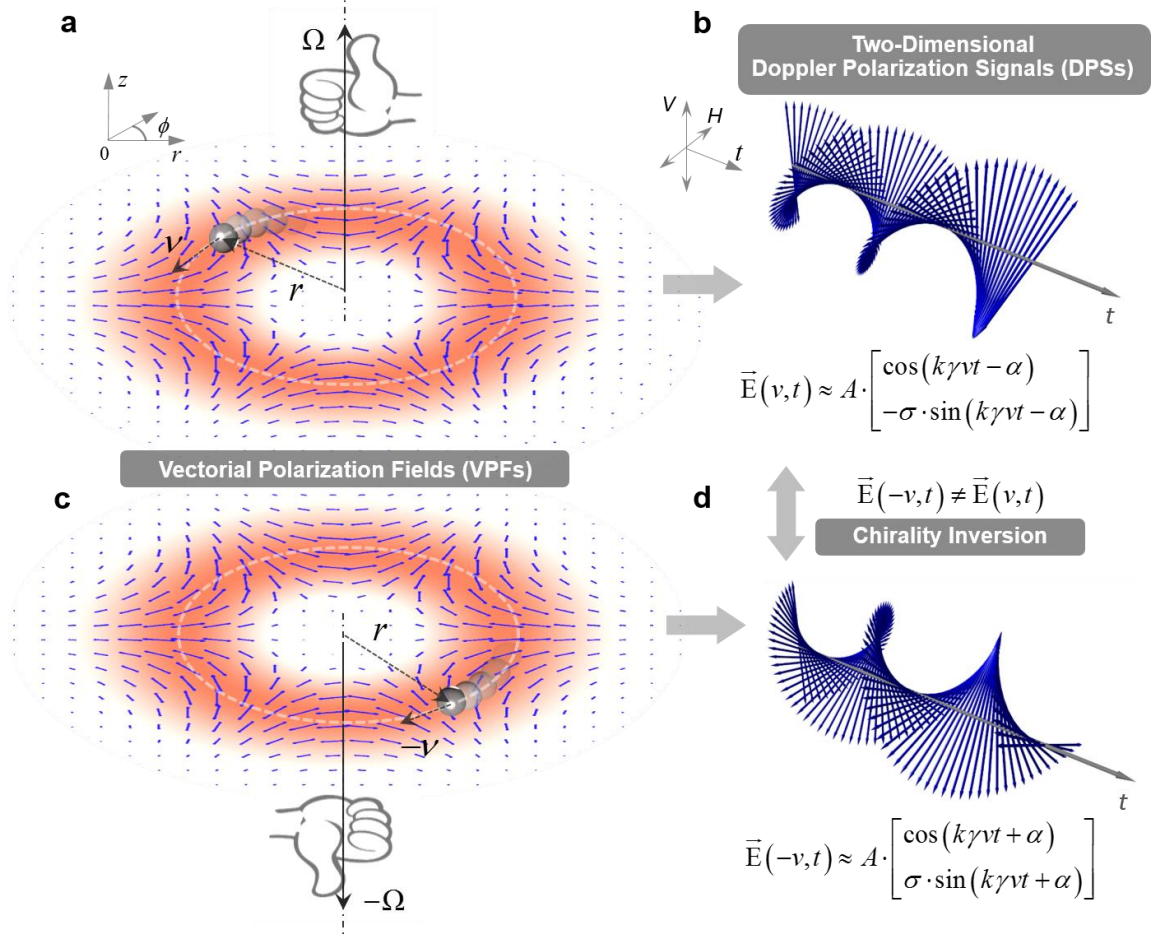 a
Ω
z
ϕ
0
r
v
r
b
Two-Dimensional
Doppler Polarization Signals (DPSs)
V
H
t
t
E⃗(v,t) ≈ A·[cos(kγvt − α)
−σ·sin(kγvt − α)]
Vectorial Polarization Fields (VPFs)
c
r
−v
−Ω
d
E⃗(−v,t) ≠ E⃗(v,t)
Chirality Inversion
t
E⃗(−v,t) ≈ A·[cos(kγvt + α)
σ·sin(kγvt + α)]